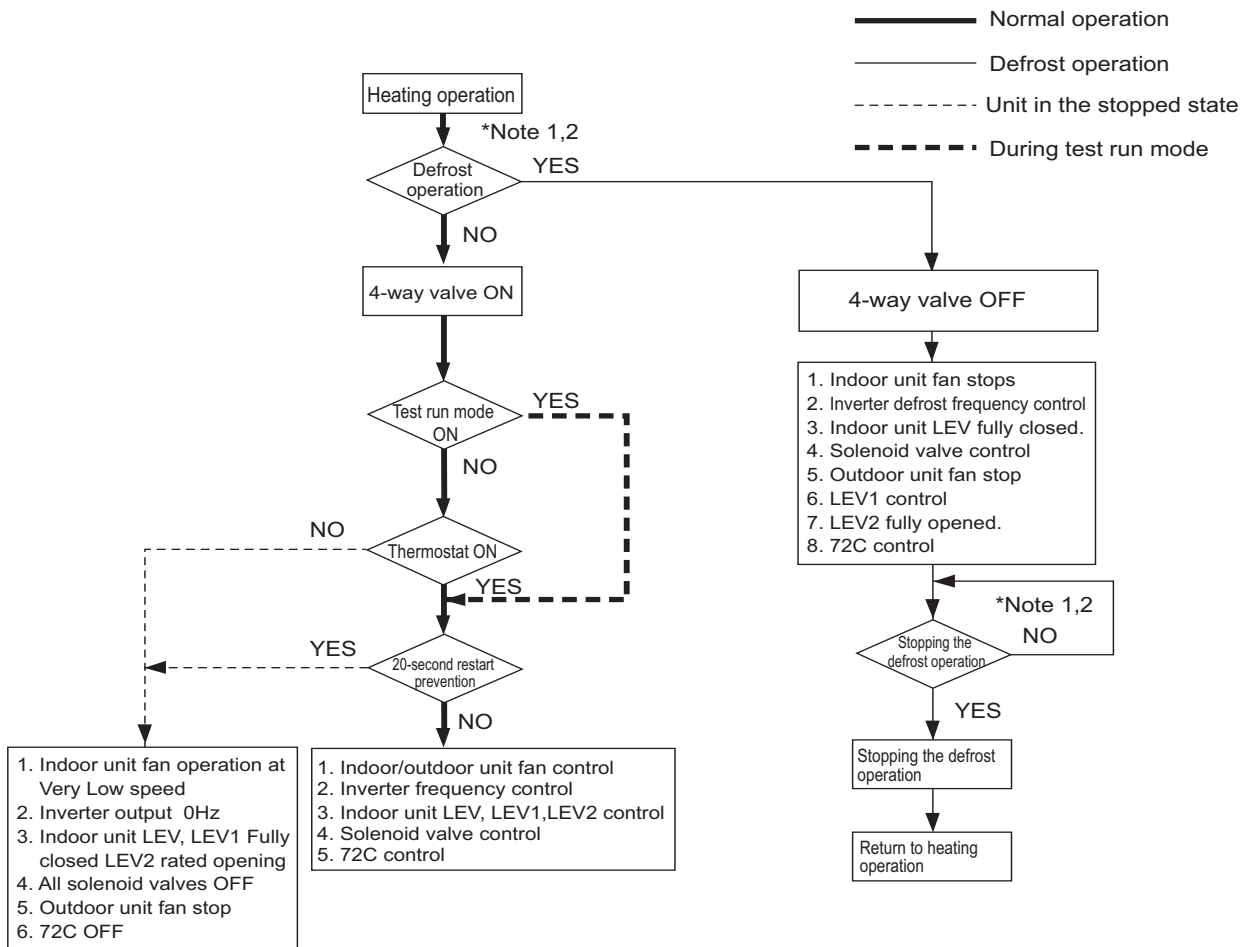 Normal operation
Defrost operation
Unit in the stopped state
During test run mode
Heating operation
*Note 1,2
Defrost
operation
YES
NO
4-way valve ON
Test run mode
ON
YES
NO
Thermostat ON
NO
YES
20-second restart
prevention
YES
NO
1. Indoor unit fan operation at
Very Low speed
2. Inverter output 0Hz
3. Indoor unit LEV, LEV1 Fully
closed LEV2 rated opening
4. All solenoid valves OFF
5. Outdoor unit fan stop
6. 72C OFF
1. Indoor/outdoor unit fan control
2. Inverter frequency control
3. Indoor unit LEV, LEV1,LEV2 control
4. Solenoid valve control
5. 72C control
4-way valve OFF
1. Indoor unit fan stops
2. Inverter defrost frequency control
3. Indoor unit LEV fully closed.
4. Solenoid valve control
5. Outdoor unit fan stop
6. LEV1 control
7. LEV2 fully opened.
8. 72C control
*Note 1,2
NO
Stopping the
defrost operation
YES
Stopping the defrost
operation
Return to heating
operation